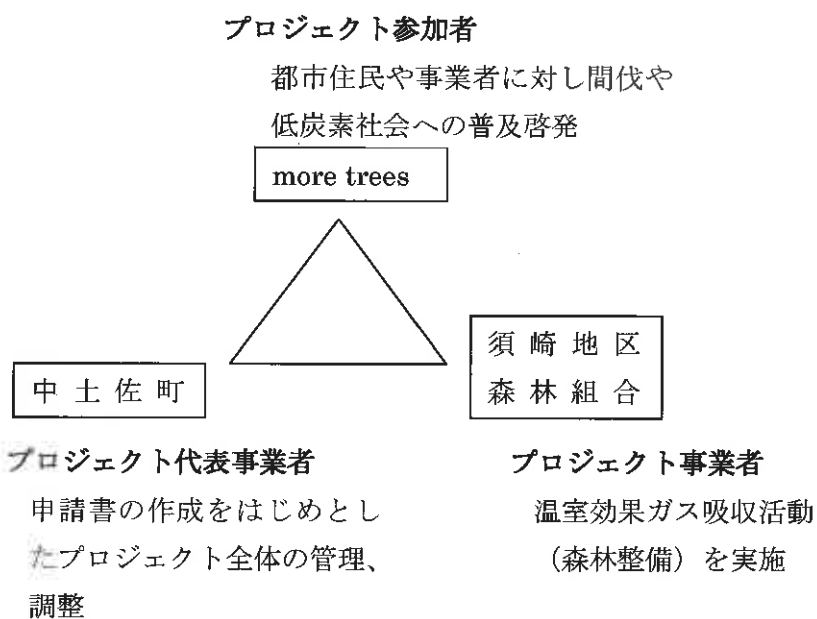 プロジェクト参加者
都市住民や事業者に対し間伐や
低炭素社会への普及啓発
more trees
須崎地区
森林組合
中土佐町
プロジェクト代表事業者
申請書の作成をはじめとし
たプロジェクト全体の管理、
調整
プロジェクト事業者
温室効果ガス吸収活動
（森林整備）を実施